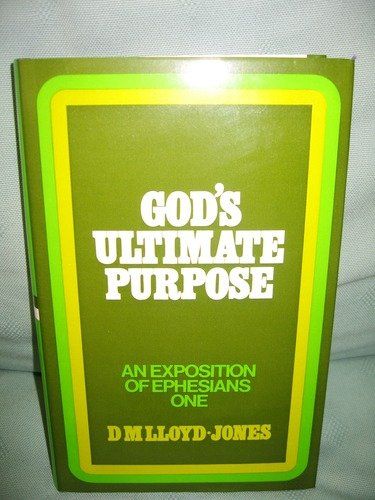 GOD'S
ULTIMATE
PURPOSE
AN EXPOSITION
OF EPHESIANS
ONE
D M LLOYD-JONES